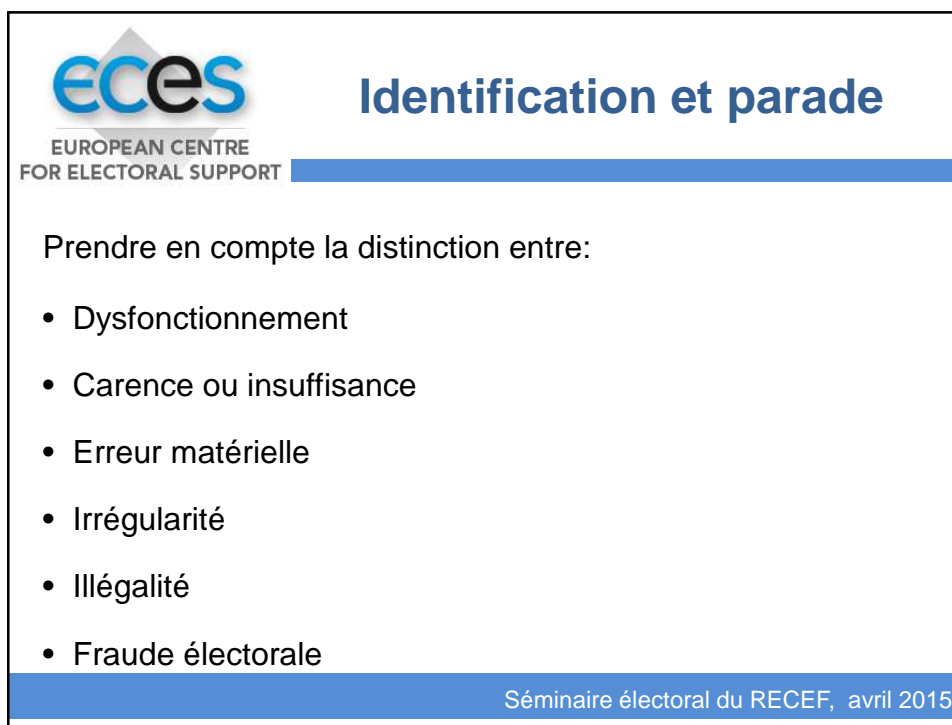 eces
EUROPEAN CENTRE
FOR ELECTORAL SUPPORT
Identification et parade
Prendre en compte la distinction entre:
• Dysfonctionnement
• Carence ou insuffisance
• Erreur matérielle
• Irrégularité
• Illégalité
• Fraude électorale
Séminaire électoral du RECEF, avril 2015